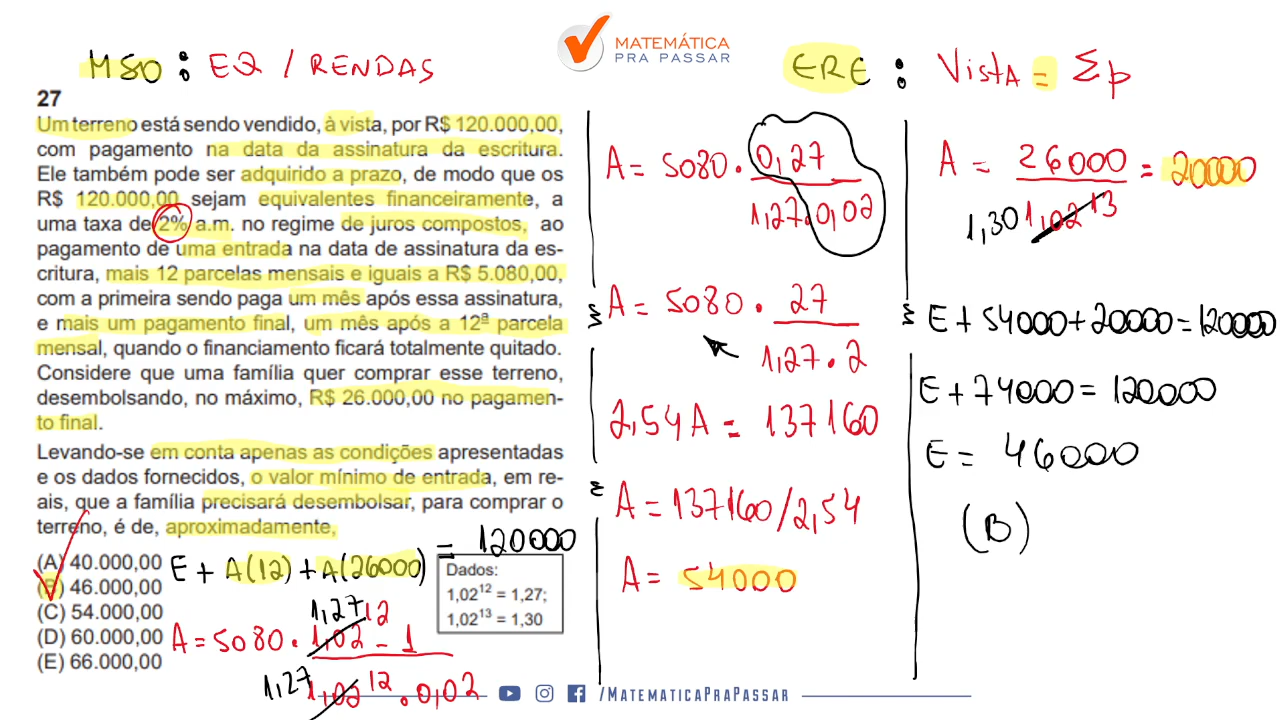 MSD : EQ / RENDAS
MATEMÁTICA
PRA PASSAR
ERE : VISTA = Σp
27
Um terreno está sendo vendido, à vista, por R$ 120.000,00,
com pagamento na data da assinatura da escritura.
Ele também pode ser adquirido a prazo, de modo que os
R$ 120.000,00 sejam equivalentes financeiramente, a
uma taxa de 2% a.m. no regime de juros compostos, ao
pagamento de uma entrada na data de assinatura da es-
critura, mais 12 parcelas mensais e iguais a R$ 5.080,00,
com a primeira sendo paga um mês após essa assinatura,
e mais um pagamento final, um mês após a 12ª parcela
mensal, quando o financiamento ficará totalmente quitado.
Considere que uma família quer comprar esse terreno,
desembolsando, no máximo, R$ 26.000,00 no pagamen-
to final.
Levando-se em conta apenas as condições apresentadas
e os dados fornecidos, o valor mínimo de entrada, em re-
ais, que a família precisará desembolsar, para comprar o
terreno, é de, aproximadamente,
(A) 40.000,00
(B) 46.000,00
(C) 54.000,00
(D) 60.000,00
(E) 66.000,00
E + A(12) + A(26000) = 120000
Dados:
1,02¹² = 1,27;
1,02¹³ = 1,30
1,27
A = 5080 . 1,02¹² - 1
1,27 1,02¹² . 0,02
A = 5080 . 0,27
1,27.0,02
A = 5080 . 27
1,27 . 2
2,54A = 137160
A = 137160/2,54
A = 54000
A = 26000 = 20000
1,30 1,02¹³
E + 54000 + 20000 = 120000
E + 74000 = 120000
E = 46000
(B)
/MATEMATICAPRAPASSAR